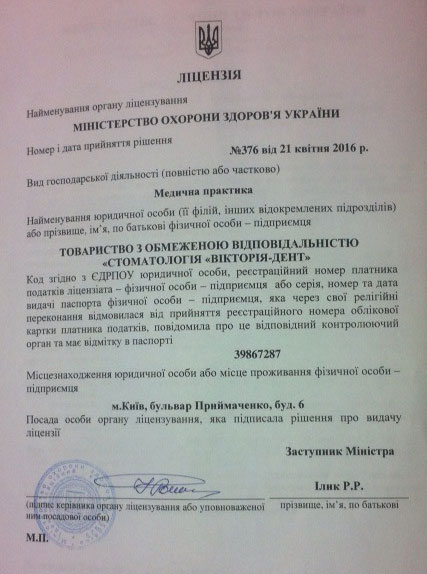 ЛІЦЕНЗІЯ
Найменування органу ліцензування
МІНІСТЕРСТВО ОХОРОНИ ЗДОРОВ'Я УКРАЇНИ
Номер і дата прийняття рішення
№376 від 21 квітня 2016 р.
Вид господарської діяльності (повністю або частково)
Медична практика
Найменування юридичної особи (її філій, інших відокремлених підрозділів)
або прізвище, ім'я, по батькові фізичної особи – підприємця
ТОВАРИСТВО З ОБМЕЖЕНОЮ ВІДПОВІДАЛЬНІСТЮ
«СТОМАТОЛОГІЯ «ВІКТОРІЯ-ДЕНТ»
Код згідно з ЄДРПОУ юридичної особи, реєстраційний номер платника
податків ліцензіата – фізичної особи – підприємця або серія, номер та дата
видачі паспорта фізичної особи – підприємця, яка через свої релігійні
переконання відмовилася від прийняття реєстраційного номера облікової
картки платника податків, повідомила про це відповідний контролюючий
орган та має відмітку в паспорті
39867287
Місцезнаходження юридичної особи або місце проживання фізичної особи –
підприємця
м.Київ, бульвар Приймаченко, буд. 6
Посада особи органу ліцензування, яка підписала рішення про видачу
ліцензії
Заступник Міністра
Ілик Р.Р.
(підпис керівника органу ліцензування або уповноваженої
ним посадової особи)
прізвище, ім'я, по батькові
М.П.